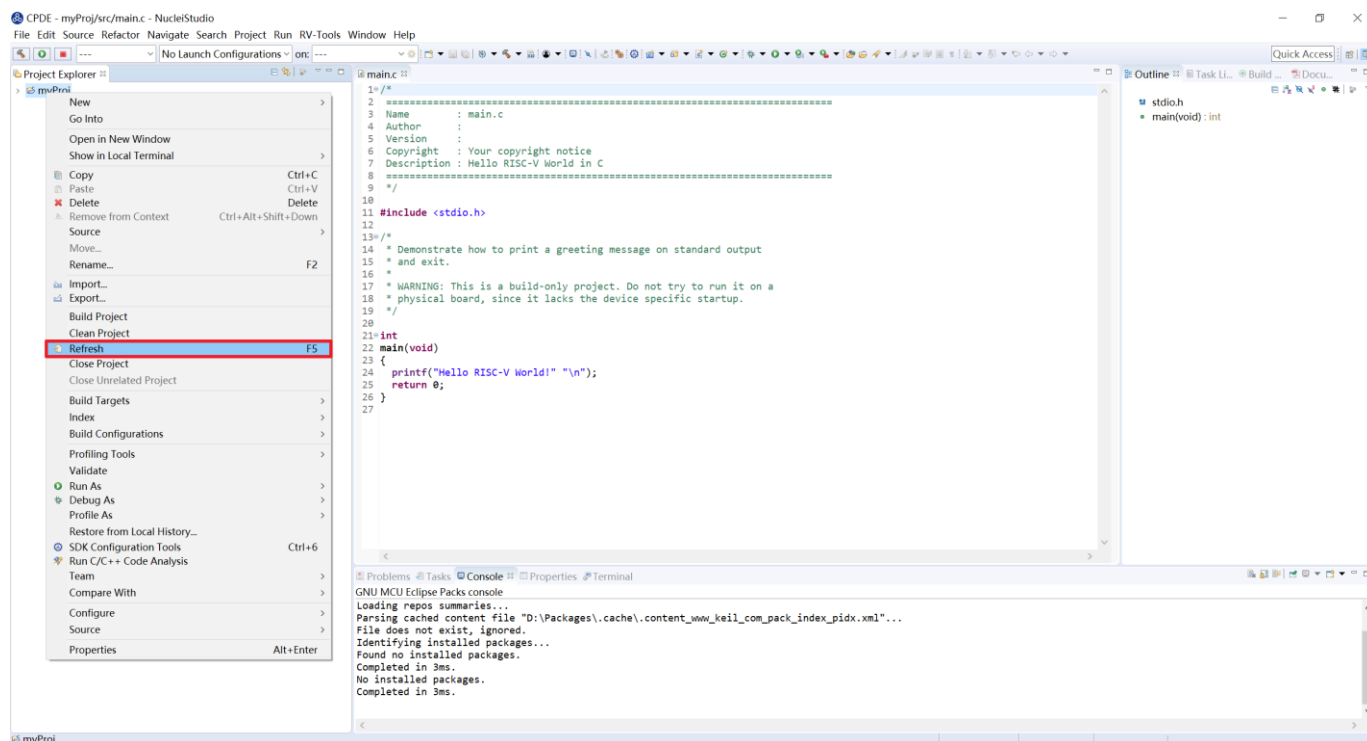 CPDE - myProj/src/main.c - NucleiStudio
File Edit Source Refactor Navigate Search Project Run RV-Tools Window Help
--- No Launch Configurations on: --- Quick Access
Project Explorer
myProj
New
Go Into
Open in New Window
Show in Local Terminal
Copy Ctrl+C
Paste Ctrl+V
Delete Delete
Remove from Context Ctrl+Alt+Shift+Down
Source
Move...
Rename... F2
Import...
Export...
Build Project
Clean Project
Refresh F5
Close Project
Close Unrelated Project
Build Targets
Index
Build Configurations
Profiling Tools
Validate
Run As
Debug As
Profile As
Restore from Local History...
SDK Configuration Tools Ctrl+6
Run C/C++ Code Analysis
Team
Compare With
Configure
Source
Properties Alt+Enter
main.c
1 /*
2 ============================================================================
3 Name        : main.c
4 Author      :
5 Version     :
6 Copyright   : Your copyright notice
7 Description : Hello RISC-V World in C
8 ============================================================================
9 */
10
11 #include <stdio.h>
12
13 /*
14 * Demonstrate how to print a greeting message on standard output
15 * and exit.
16 *
17 * WARNING: This is a build-only project. Do not try to run it on a
18 * physical board, since it lacks the device specific startup.
19 */
20
21 int
22 main(void)
23 {
24 printf("Hello RISC-V World!" "\n");
25 return 0;
26 }
27
Outline Task Li... Build ... Docu...
stdio.h
main(void) : int
Problems Tasks Console Properties Terminal
GNU MCU Eclipse Packs console
Loading repos summaries...
Parsing cached content file "D:\Packages\.cache\.content_www_keil_com_pack_index_pidx.xml"...
File does not exist, ignored.
Identifying installed packages...
Found no installed packages.
Completed in 3ms.
No installed packages.
Completed in 3ms.
myProj